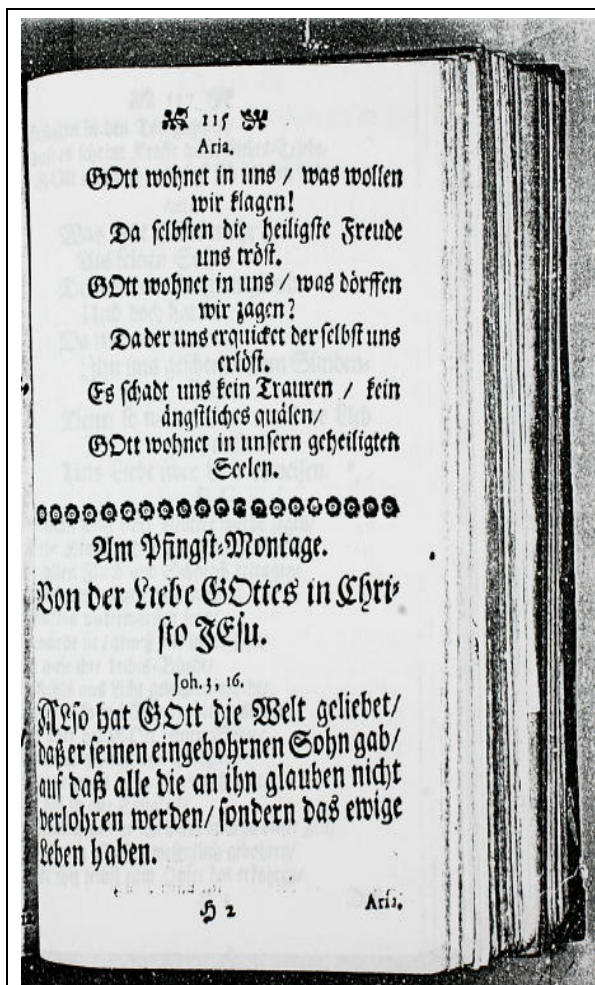 115
Aria.
GOtt wohnet in uns / was wollen
wir klagen!
Da selbsten die heiligste Freude
uns tröst.
GOtt wohnet in uns / was dörffen
wir zagen?
Da der uns erquicket der selbst uns
erlöst.
Es schadt uns kein Trauren / kein
ängstliches quälen/
GOtt wohnet in unsern geheiligten
Seelen.
Am Pfingst-Montage.
Von der Liebe GOttes in Chri-
sto JEsu.
Joh. 3, 16.
ALso hat GOtt die Welt geliebet/
daß er seinen eingebohrnen Sohn gab/
auf daß alle die an ihn glauben nicht
verlohren werden/ sondern das ewige
Leben haben.
H 2 Aria.